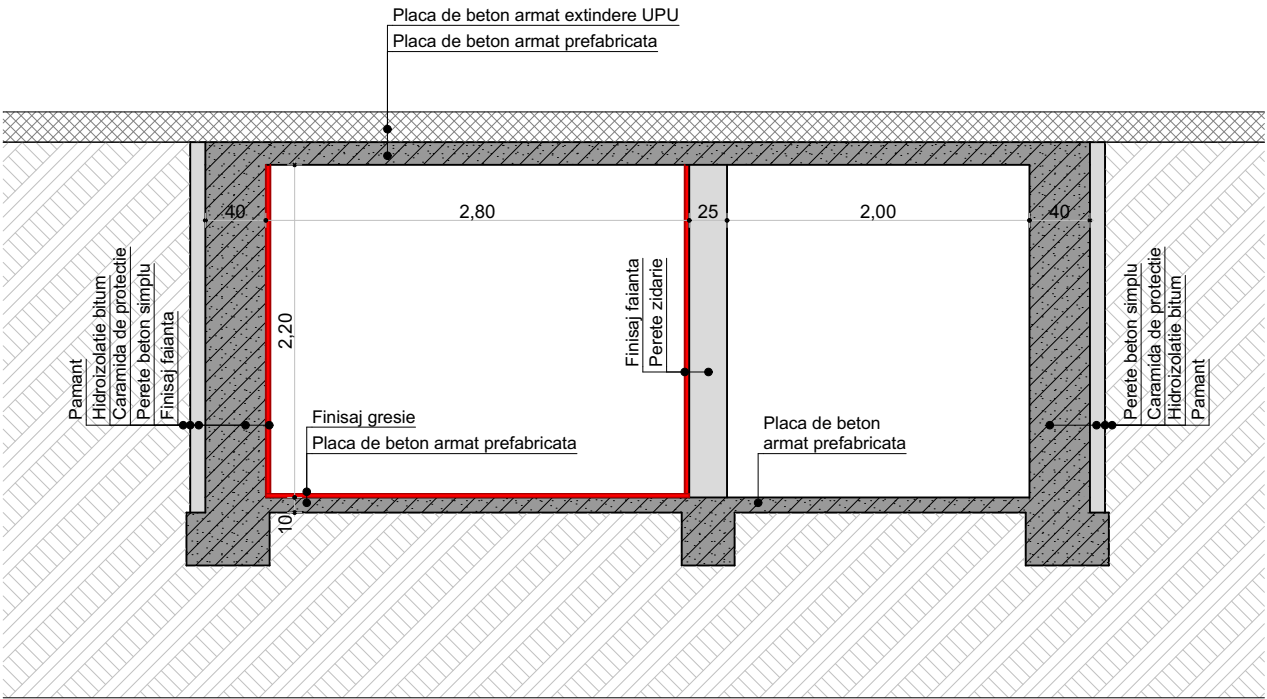 Placa de beton armat extindere UPU
Placa de beton armat prefabricata
40
2,80
25
2,00
40
2,20
Pamant
Hidroizolatie bitum
Caramida de protectie
Perete beton simplu
Finisaj faianta
Finisaj faianta
Perete zidarie
Perete beton simplu
Caramida de protectie
Hidroizolatie bitum
Pamant
Finisaj gresie
Placa de beton armat prefabricata
Placa de beton
armat prefabricata
10